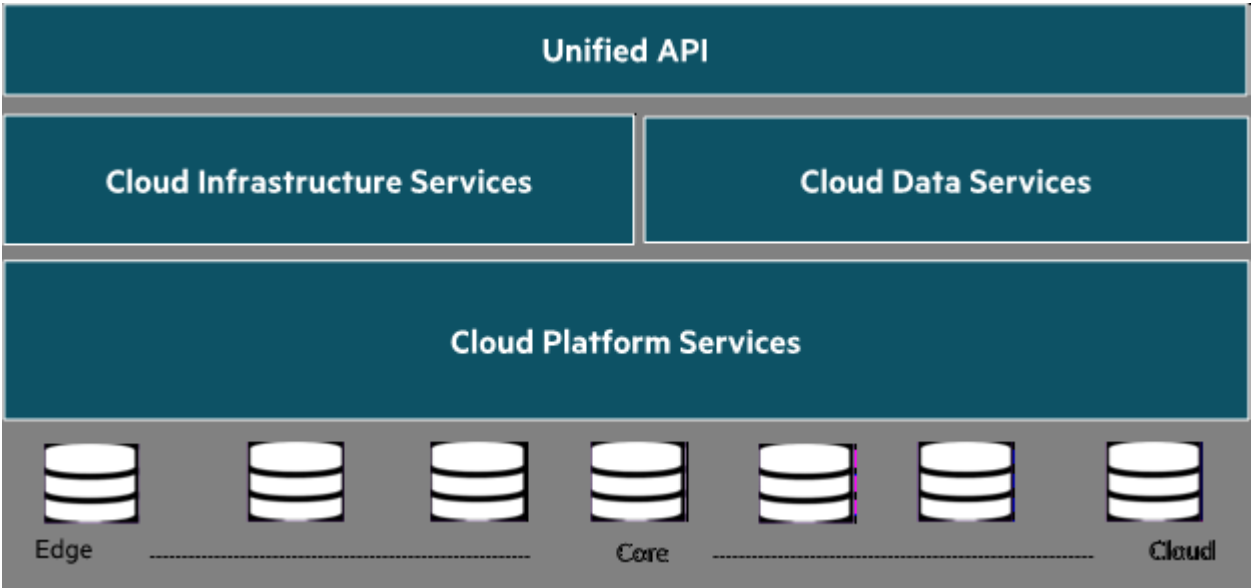 Unified API
Cloud Infrastructure Services
Cloud Data Services
Cloud Platform Services
Edge
Core
Cloud